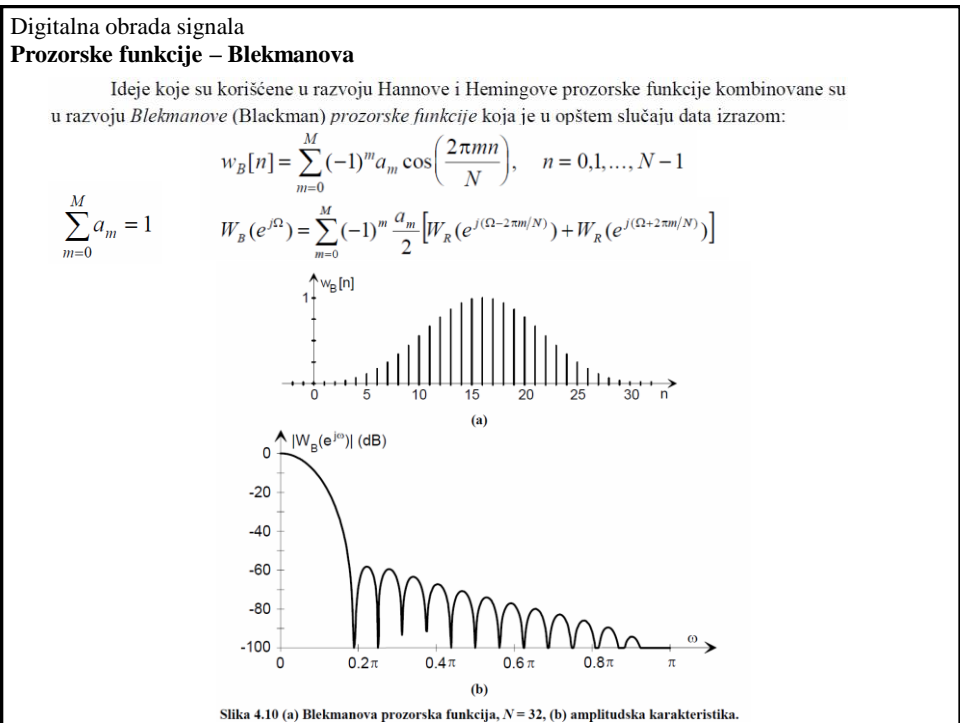 Digitalna obrada signala
Prozorske funkcije – Blekmanova
Ideje koje su korišćene u razvoju Hannove i Hemingove prozorske funkcije kombinovane su
u razvoju Blekmanove (Blackman) prozorske funkcije koja je u opštem slučaju data izrazom:
w_B[n] = \sum_{m=0}^{M} (-1)^m a_m cos(2πmn/N), n = 0,1,..., N − 1
\sum_{m=0}^{M} a_m = 1
W_B(e^{jΩ}) = \sum_{m=0}^{M} (-1)^m a_m/2 [W_R(e^{j(Ω−2πm/N)}) + W_R(e^{j(Ω+2πm/N)})]
w_B[n]
1
0 5 10 15 20 25 30 n
(a)
|W_B(e^{jω})| (dB)
0
-20
-40
-60
-80
-100
ω
0 0.2π 0.4π 0.6π 0.8π π
(b)
Slika 4.10 (a) Blekmanova prozorska funkcija, N = 32, (b) amplitudska karakteristika.